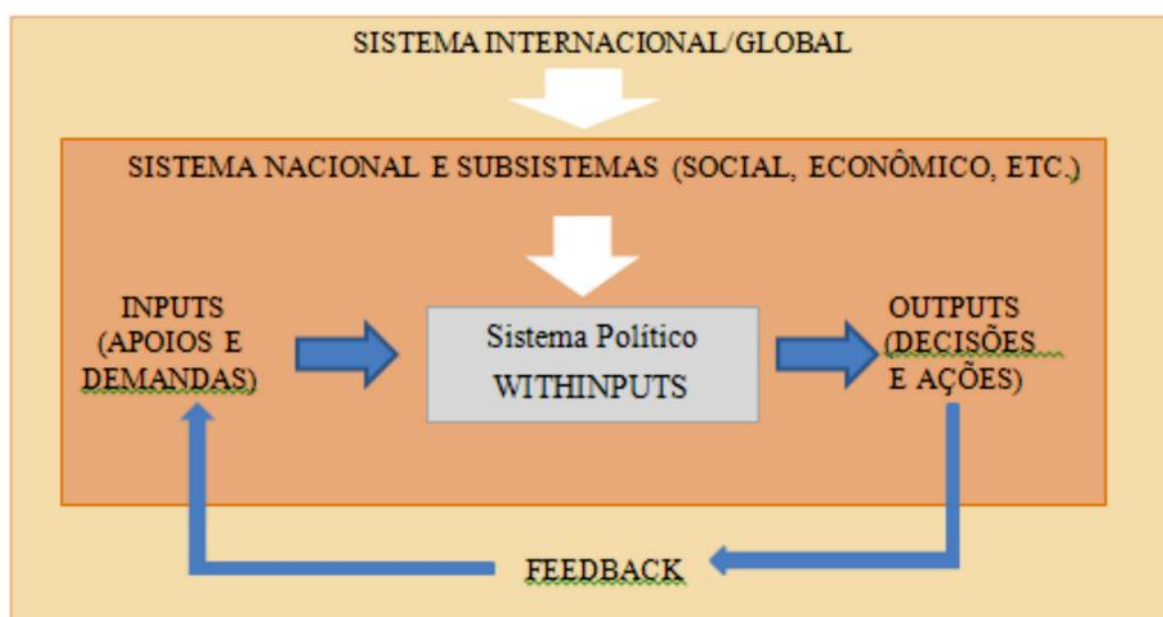 SISTEMA INTERNACIONAL/GLOBAL
SISTEMA NACIONAL E SUBSISTEMAS (SOCIAL, ECONÔMICO, ETC.)
INPUTS
(APOIOS E
DEMANDAS)
Sistema Político
WITHINPUTS
OUTPUTS
(DECISÕES
E AÇÕES)
FEEDBACK